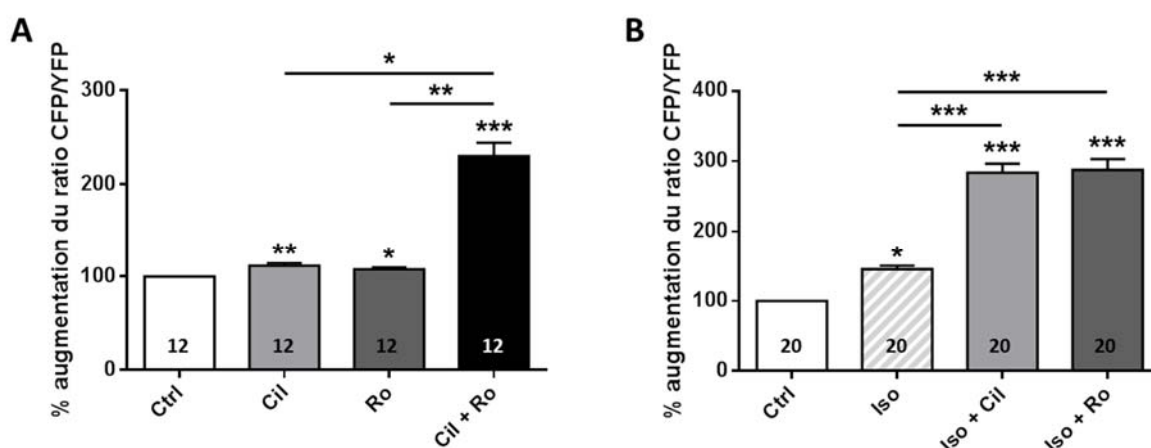 A
% augmentation du ratio CFP/YFP
300
200
100
0
*
**
***
**
*
12
12
12
12
Ctrl
Cil
Ro
Cil + Ro
B
% augmentation du ratio CFP/YFP
400
300
200
100
0
***
***
***
***
*
20
20
20
20
Ctrl
Iso
Iso + Cil
Iso + Ro